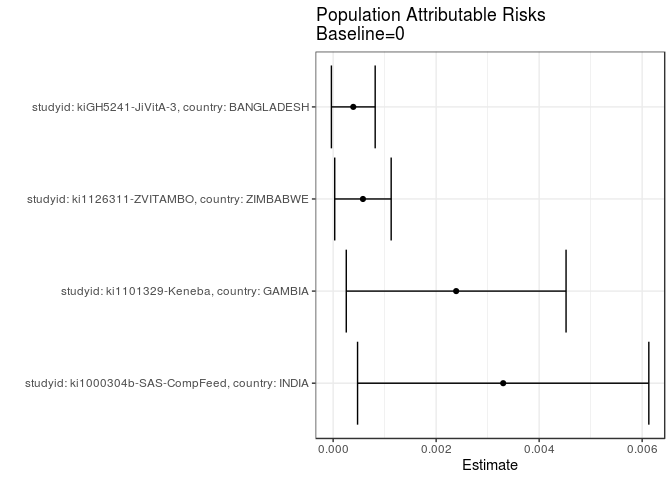 Population Attributable Risks
Baseline=0
studyid: kiGH5241-JiVitA-3, country: BANGLADESH
studyid: ki1126311-ZVITAMBO, country: ZIMBABWE
studyid: ki1101329-Keneba, country: GAMBIA
studyid: ki1000304b-SAS-CompFeed, country: INDIA
0.000 0.002 0.004 0.006
Estimate